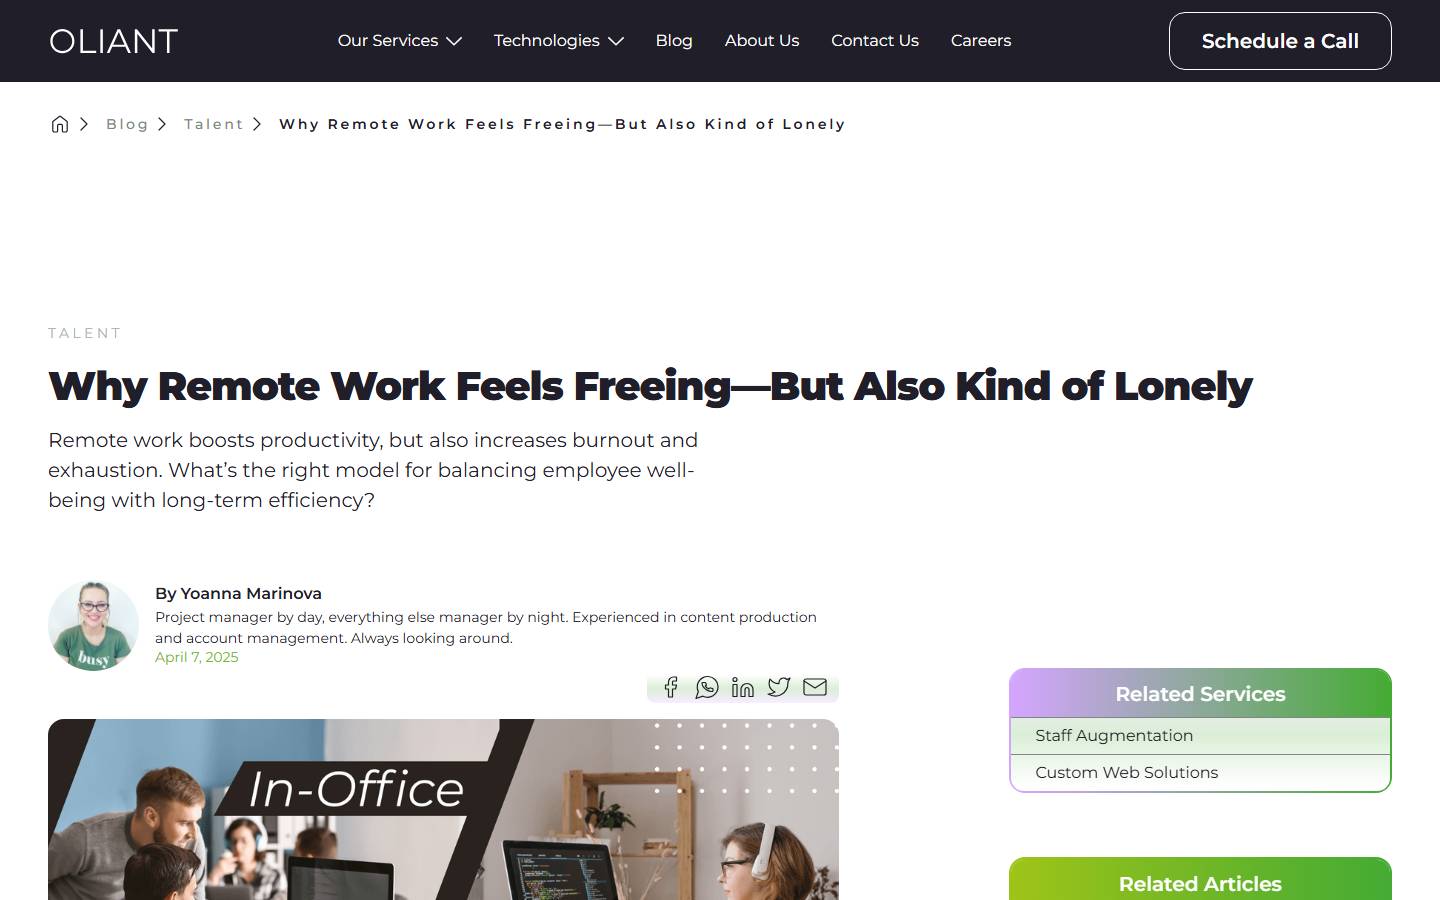 OLIANT
Our Services
Technologies
Blog
About Us
Contact Us
Careers
Schedule a Call
Blog
Talent
Why Remote Work Feels Freeing—But Also Kind of Lonely
TALENT
Why Remote Work Feels Freeing—But Also Kind of Lonely
Remote work boosts productivity, but also increases burnout and
exhaustion. What’s the right model for balancing employee well-
being with long-term efficiency?
busy
By Yoanna Marinova
Project manager by day, everything else manager by night. Experienced in content production
and account management. Always looking around.
April 7, 2025
In-Office
Related Services
Staff Augmentation
Custom Web Solutions
Related Articles